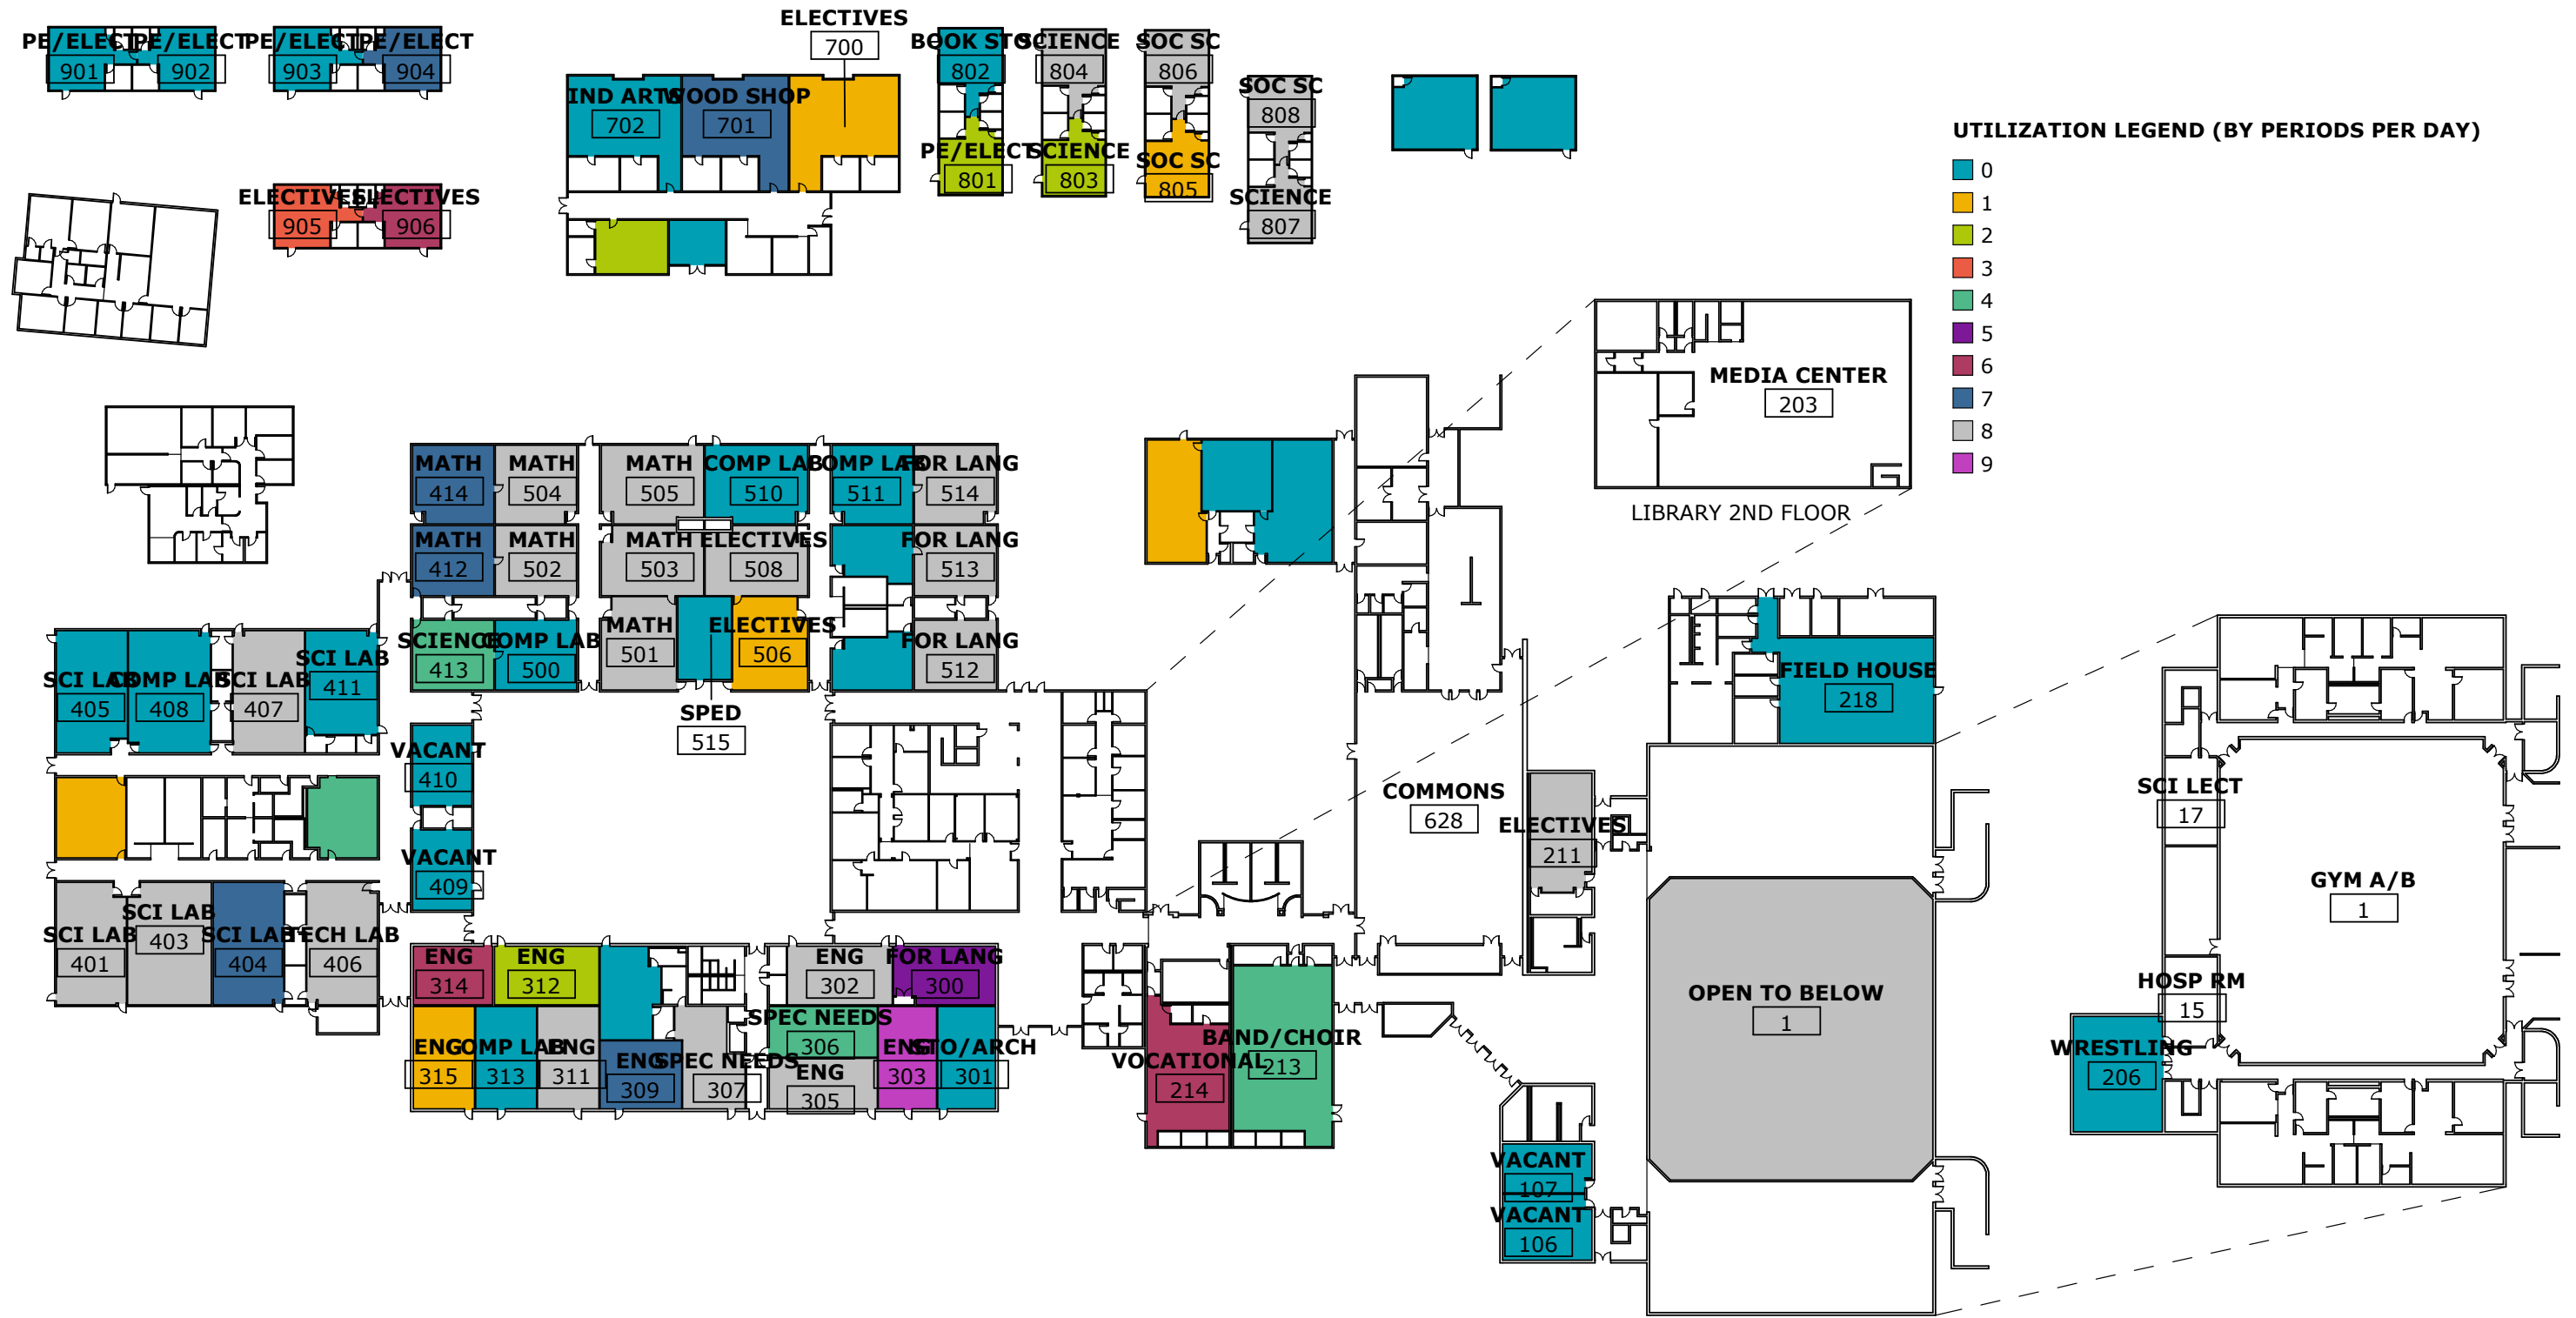 PE/ELECT
901
PE/ELECT
902
PE/ELECT
903
PE/ELECT
904
ELECTIVES
905
ELECTIVES
906
ELECTIVES
700
IND ARTS
702
WOOD SHOP
701
BOOK STO
802
PE/ELECT
801
SCIENCE
804
SCIENCE
803
SOC SC
806
SOC SC
805
SOC SC
808
SCIENCE
807
UTILIZATION LEGEND (BY PERIODS PER DAY)
0
1
2
3
4
5
6
7
8
9
MEDIA CENTER
203
LIBRARY 2ND FLOOR
MATH
414
MATH
504
MATH
505
COMP LAB
510
COMP LAB
511
FOR LANG
514
MATH
412
MATH
502
MATH
503
ELECTIVES
508
FOR LANG
513
SCIENCE
413
COMP LAB
500
MATH
501
ELECTIVES
506
FOR LANG
512
SPED
515
SCI LAB
405
COMP LAB
408
SCI LAB
407
SCI LAB
411
VACANT
410
VACANT
409
SCI LAB
401
SCI LAB
403
SCI LAB
404
TECH LAB
406
ENG
314
ENG
312
ENG
302
FOR LANG
300
ENG
315
COMP LAB
313
ENG
311
ENG
309
SPEC NEEDS
307
SPEC NEEDS
306
ENG
305
ENG
303
STO/ARCH
301
VOCATIONAL
214
BAND/CHOIR
213
COMMONS
628
ELECTIVES
211
FIELD HOUSE
218
OPEN TO BELOW
1
VACANT
107
VACANT
106
SCI LECT
17
GYM A/B
1
HOSP RM
15
WRESTLING
206